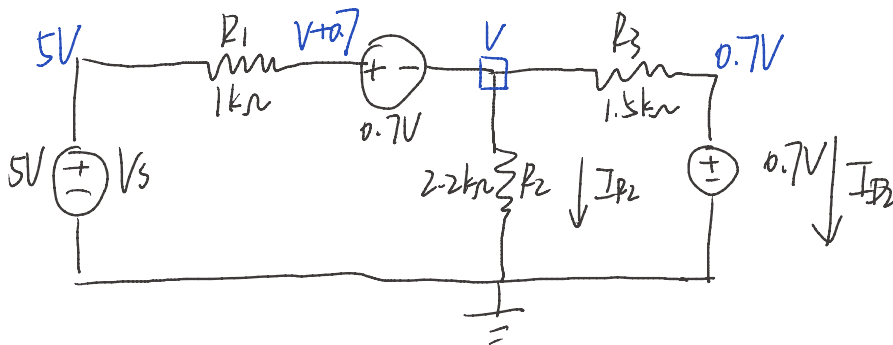 5V
R1
V+0.7
V
R3
0.7V
1kΩ
+ -
0.7V
1.5kΩ
5V
+
-
Vs
2.2kΩ
R2
IR2
±
0.7V
ID2